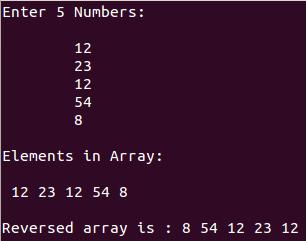 Enter 5 Numbers:
12
23
12
54
8
Elements in Array:
12 23 12 54 8
Reversed array is : 8 54 12 23 12